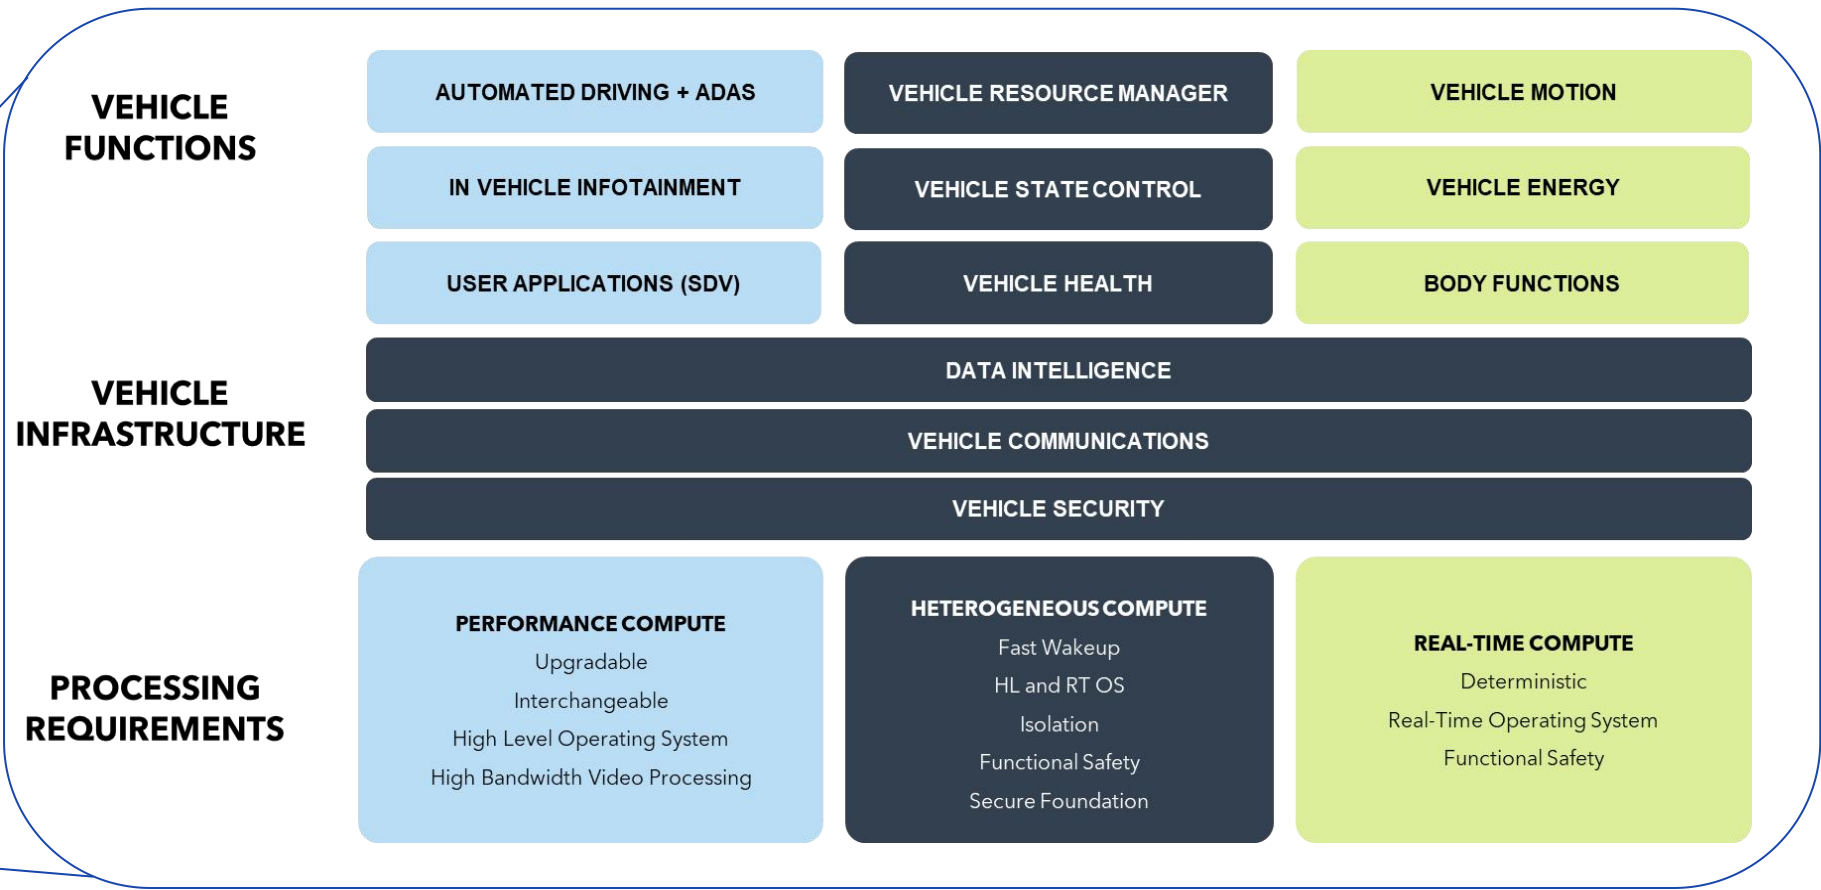 VEHICLE
FUNCTIONS
AUTOMATED DRIVING + ADAS
VEHICLE RESOURCE MANAGER
VEHICLE MOTION
IN VEHICLE INFOTAINMENT
VEHICLE STATE CONTROL
VEHICLE ENERGY
USER APPLICATIONS (SDV)
VEHICLE HEALTH
BODY FUNCTIONS
VEHICLE
INFRASTRUCTURE
DATA INTELLIGENCE
VEHICLE COMMUNICATIONS
VEHICLE SECURITY
PROCESSING
REQUIREMENTS
PERFORMANCE COMPUTE
Upgradable
Interchangeable
High Level Operating System
High Bandwidth Video Processing
HETEROGENEOUS COMPUTE
Fast Wakeup
HL and RT OS
Isolation
Functional Safety
Secure Foundation
REAL-TIME COMPUTE
Deterministic
Real-Time Operating System
Functional Safety